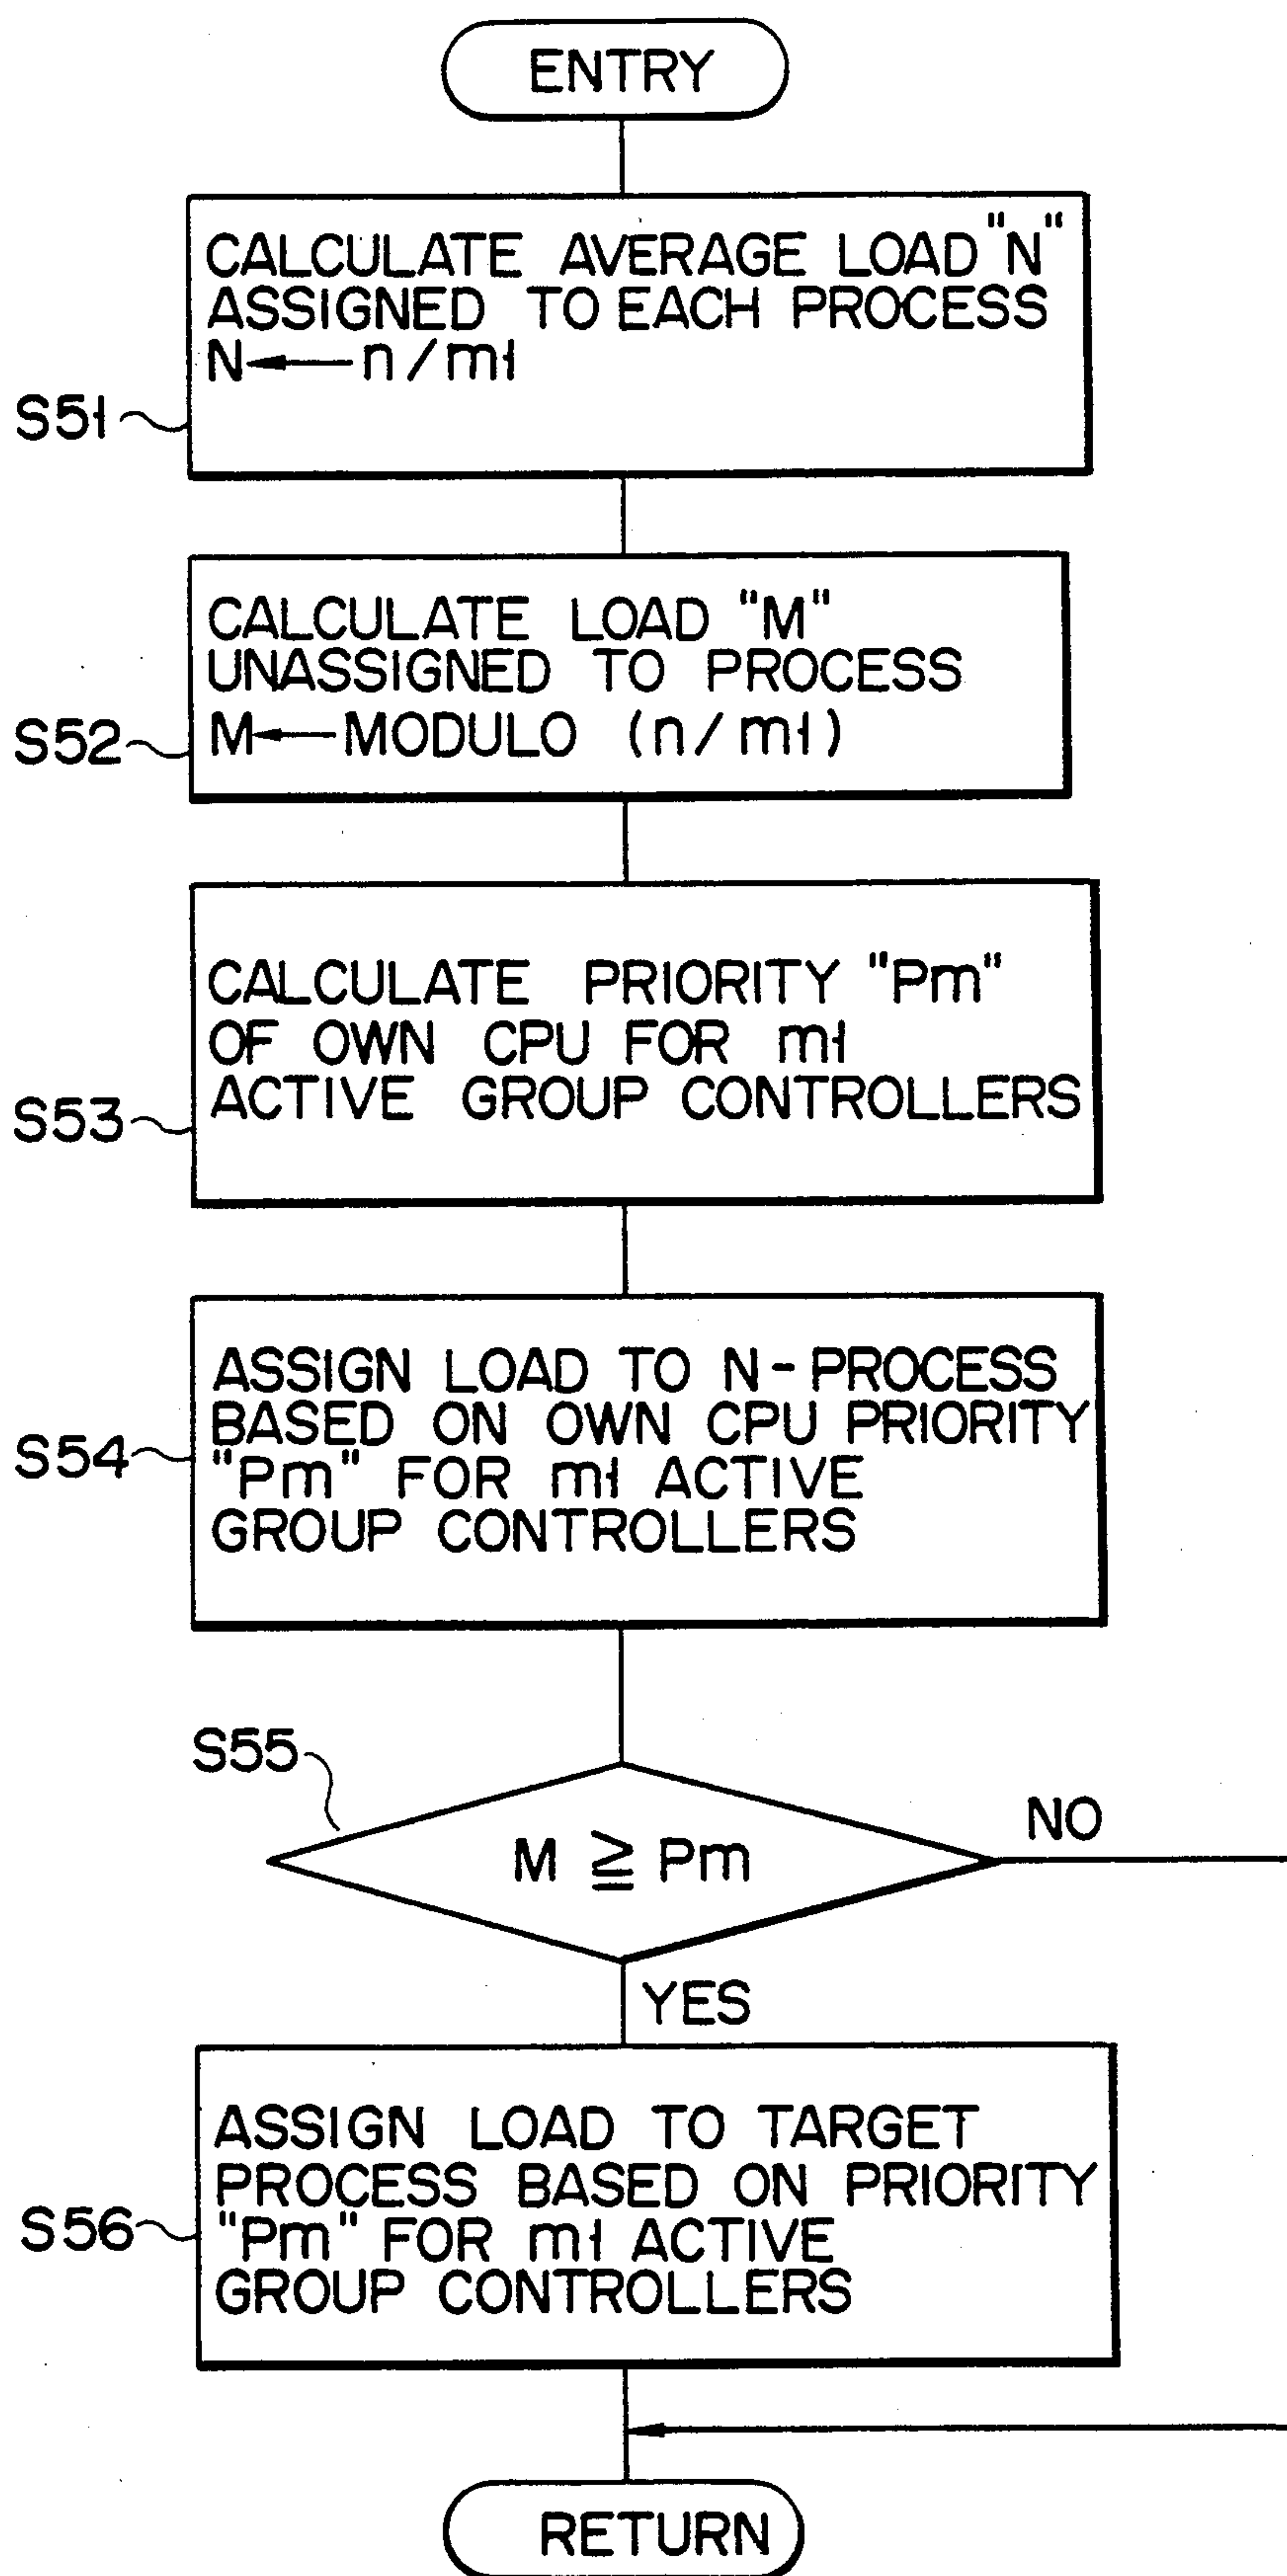 ENTRY
CALCULATE AVERAGE LOAD "N"
ASSIGNED TO EACH PROCESS
N ← n/m1
S51
CALCULATE LOAD "M"
UNASSIGNED TO PROCESS
M ← MODULO (n/m1)
S52
CALCULATE PRIORITY "Pm"
OF OWN CPU FOR m1
ACTIVE GROUP CONTROLLERS
S53
ASSIGN LOAD TO N-PROCESS
BASED ON OWN CPU PRIORITY
"Pm" FOR m1 ACTIVE
GROUP CONTROLLERS
S54
S55
M ≧ Pm
NO
YES
ASSIGN LOAD TO TARGET
PROCESS BASED ON PRIORITY
"Pm" FOR m1 ACTIVE
GROUP CONTROLLERS
S56
RETURN